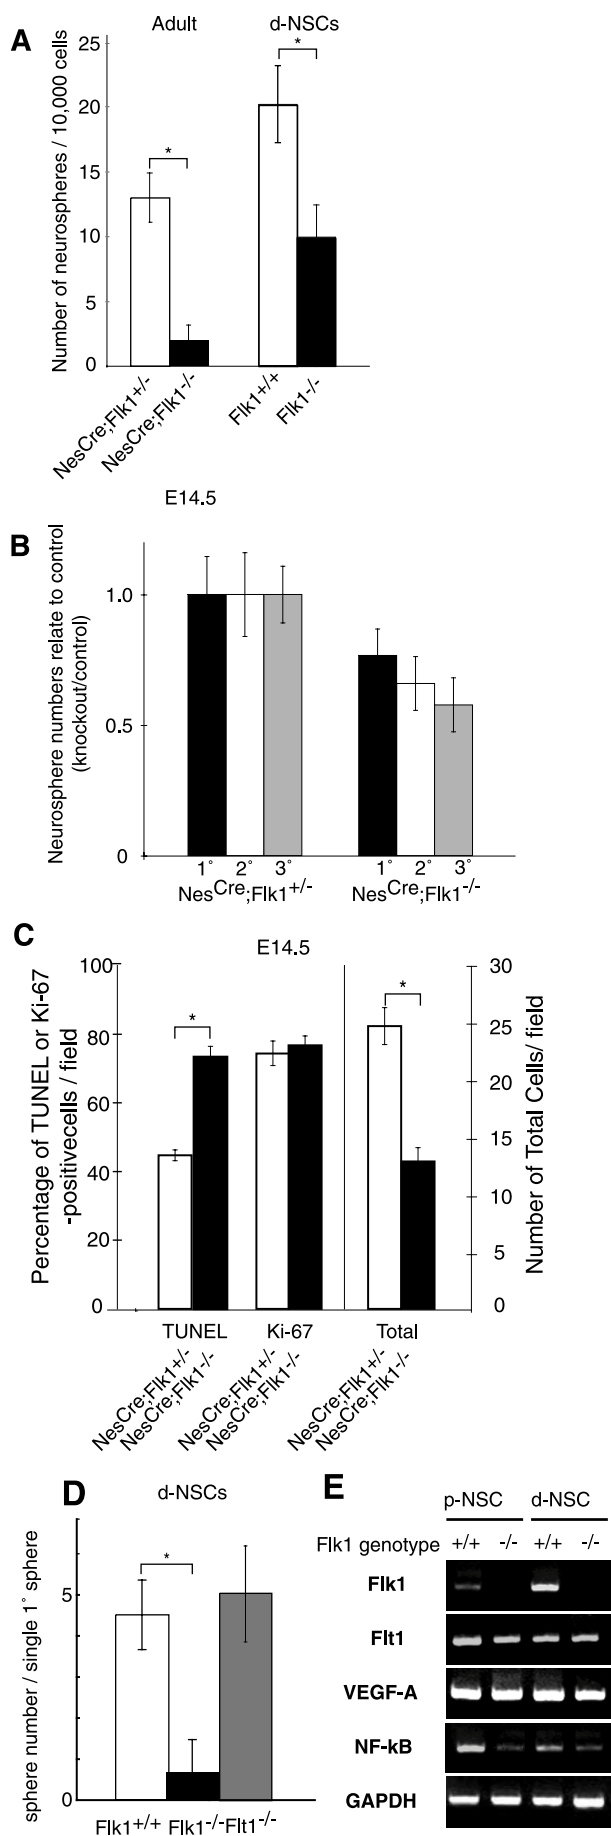 A
Adult
d-NSCs
Number of neurospheres / 10,000 cells
25
20
15
10
5
0
*
*
NesCre;Flk1+/-
NesCre;Flk1-/-
Flk1+/+
Flk1-/-
E14.5
B
Neurosphere numbers relate to control
(knockout/control)
1.0
0.5
0
1° 2° 3°
1° 2° 3°
NesCre;Flk1+/-
NesCre;Flk1-/-
C
E14.5
Percentage of TUNEL or Ki-67
-positivecells / field
100
80
60
40
20
0
*
*
30
25
20
15
10
5
0
Number of Total Cells/ field
TUNEL
Ki-67
Total
NesCre;Flk1+/-
NesCre;Flk1-/-
NesCre;Flk1+/-
NesCre;Flk1-/-
NesCre;Flk1+/-
NesCre;Flk1-/-
D
d-NSCs
sphere number / single 1° sphere
5
0
*
Flk1+/+ Flk1-/- Flt1-/-
E
p-NSC d-NSC
Flk1 genotype +/+ -/- +/+ -/-
Flk1
Flt1
VEGF-A
NF-kB
GAPDH